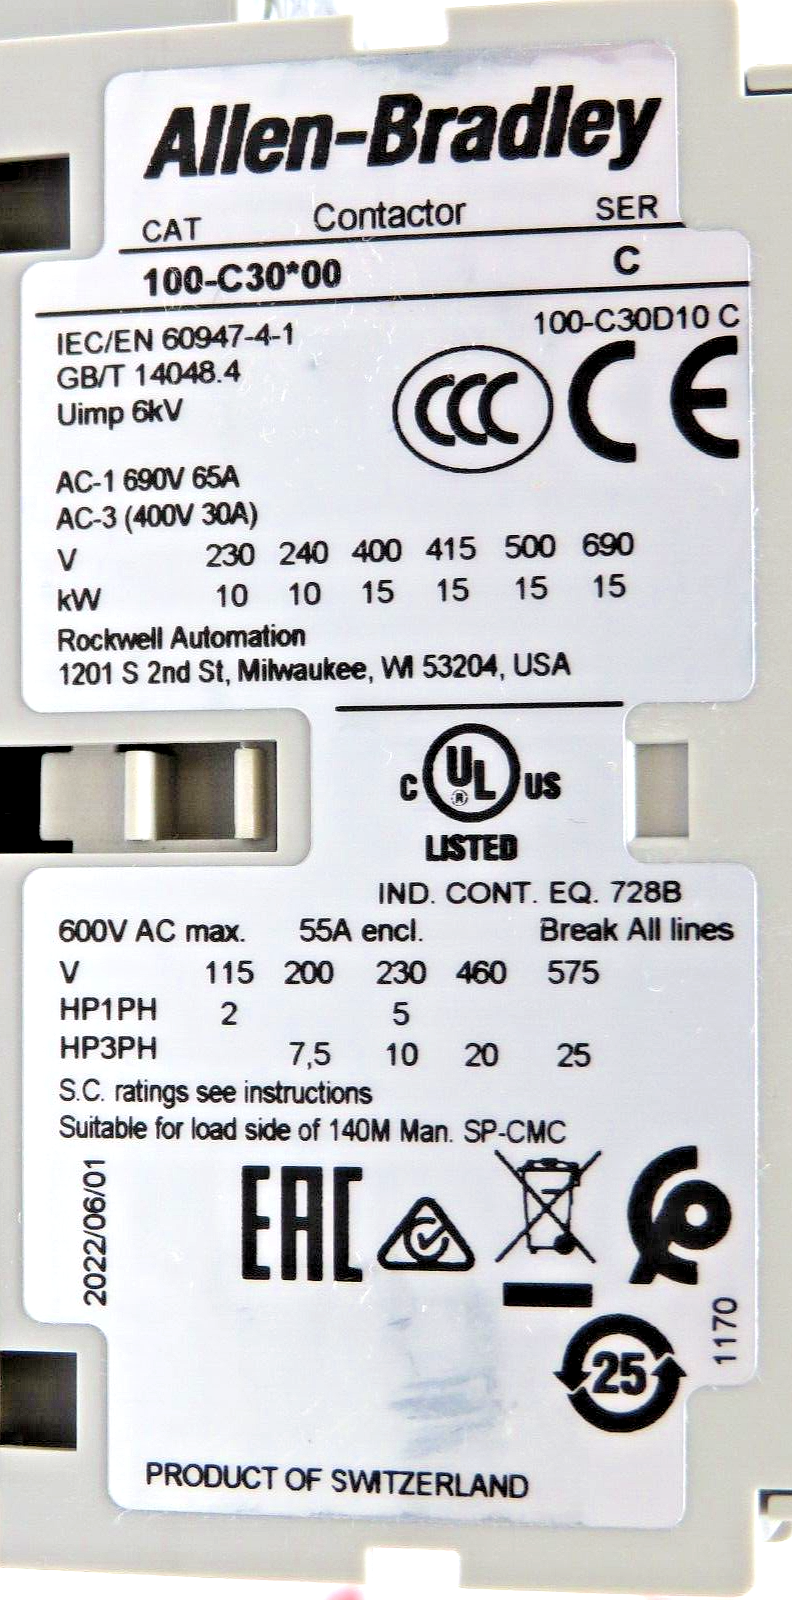 Allen-Bradley
CAT Contactor SER
100-C30*00 C
100-C30D10 C
IEC/EN 60947-4-1
GB/T 14048.4
Uimp 6kV
CCC CE
AC-1 690V 65A
AC-3 (400V 30A)
V 230 240 400 415 500 690
kW 10 10 15 15 15 15
Rockwell Automation
1201 S 2nd St, Milwaukee, WI 53204, USA
C UL US
LISTED
IND. CONT. EQ. 728B
600V AC max. 55A encl. Break All lines
V 115 200 230 460 575
HP1PH 2 5
HP3PH 7,5 10 20 25
S.C. ratings see instructions
Suitable for load side of 140M Man. SP-CMC
2022/06/01
EAC
1170
25
PRODUCT OF SWITZERLAND